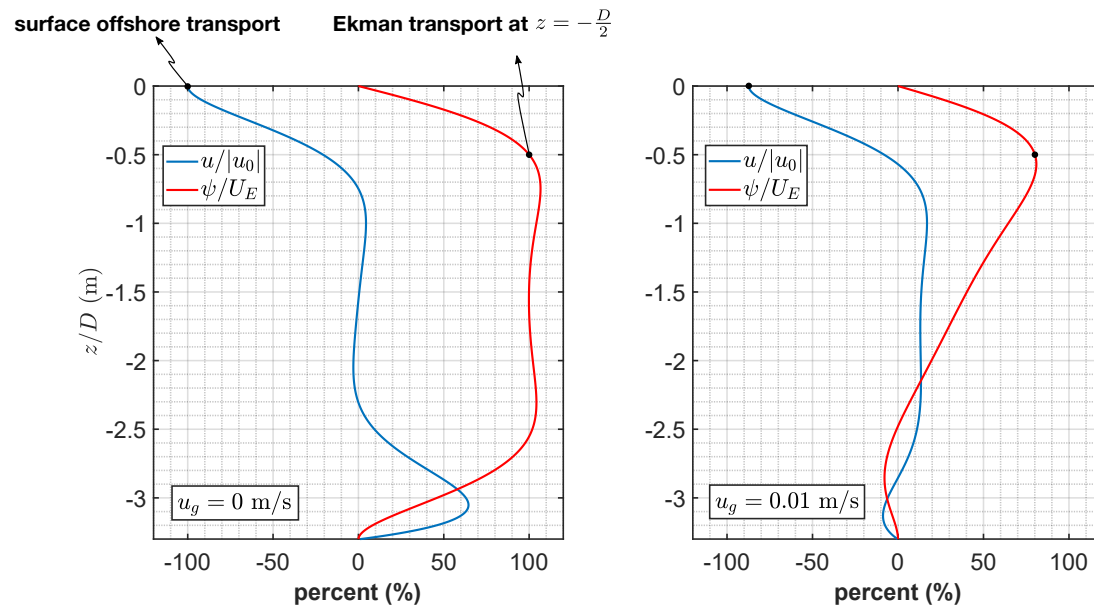 surface offshore transport
Ekman transport at z = −D/2
0
-0.5
-1
-1.5
-2
-2.5
-3
z/D (m)
u/|u₀|
ψ/U_E
u_g = 0 m/s
-100 -50 0 50 100
percent (%)
0
-0.5
-1
-1.5
-2
-2.5
-3
u/|u₀|
ψ/U_E
u_g = 0.01 m/s
-100 -50 0 50 100
percent (%)